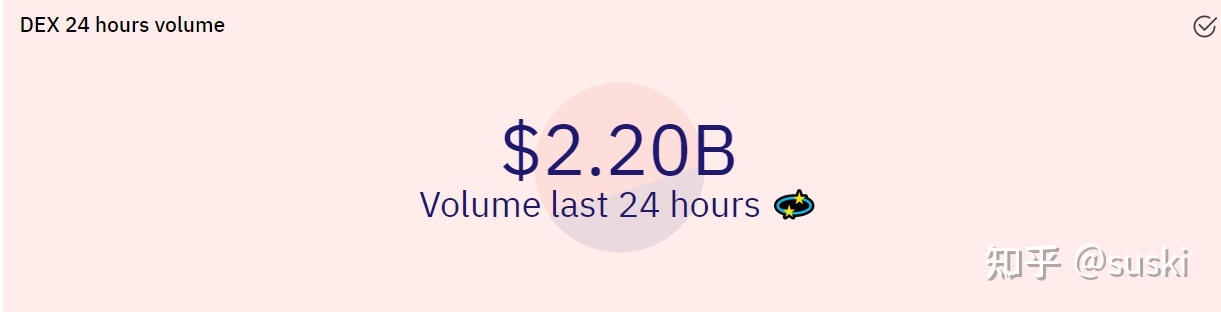 DEX 24 hours volume
$2.20B
Volume last 24 hours 💫
知乎 @suski